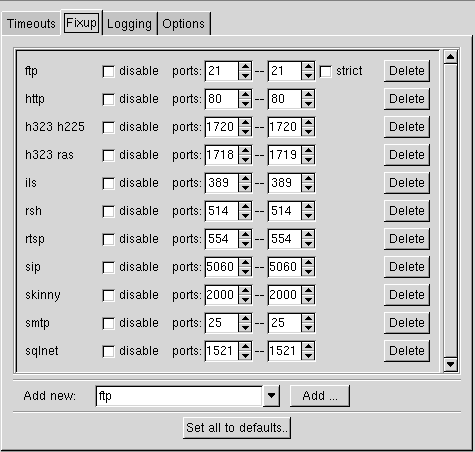 Timeouts Fixup Logging Options
ftp disable ports: 21 -- 21 strict Delete
http disable ports: 80 -- 80 Delete
h323 h225 disable ports: 1720 -- 1720 Delete
h323 ras disable ports: 1718 -- 1719 Delete
ils disable ports: 389 -- 389 Delete
rsh disable ports: 514 -- 514 Delete
rtsp disable ports: 554 -- 554 Delete
sip disable ports: 5060 -- 5060 Delete
skinny disable ports: 2000 -- 2000 Delete
smtp disable ports: 25 -- 25 Delete
sqlnet disable ports: 1521 -- 1521 Delete
Add new: ftp Add ...
Set all to defaults..